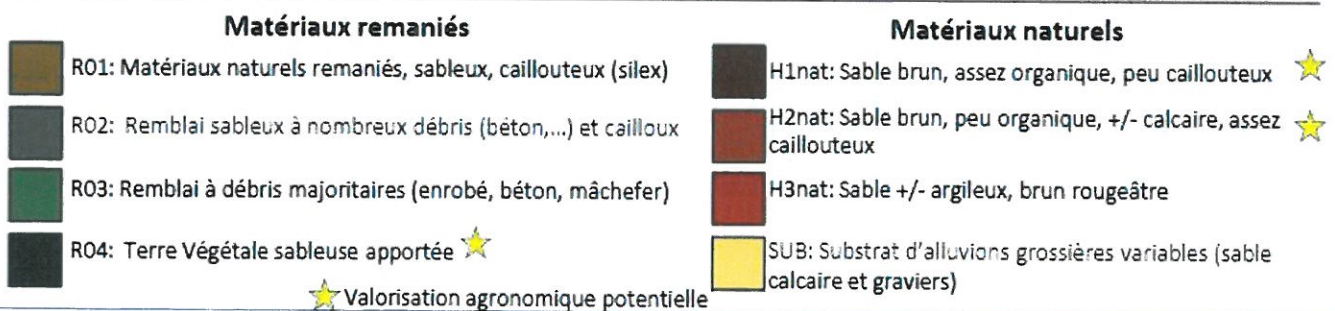 Matériaux remaniés
R01: Matériaux naturels remaniés, sableux, caillouteux (silex)
R02: Remblai sableux à nombreux débris (béton,...) et cailloux
R03: Remblai à débris majoritaires (enrobé, béton, mâchefer)
R04: Terre Végétale sableuse apportée
Matériaux naturels
H1nat: Sable brun, assez organique, peu caillouteux
H2nat: Sable brun, peu organique, +/- calcaire, assez
caillouteux
H3nat: Sable +/- argileux, brun rougeâtre
SUB: Substrat d'alluvions grossières variables (sable
calcaire et graviers)
Valorisation agronomique potentielle